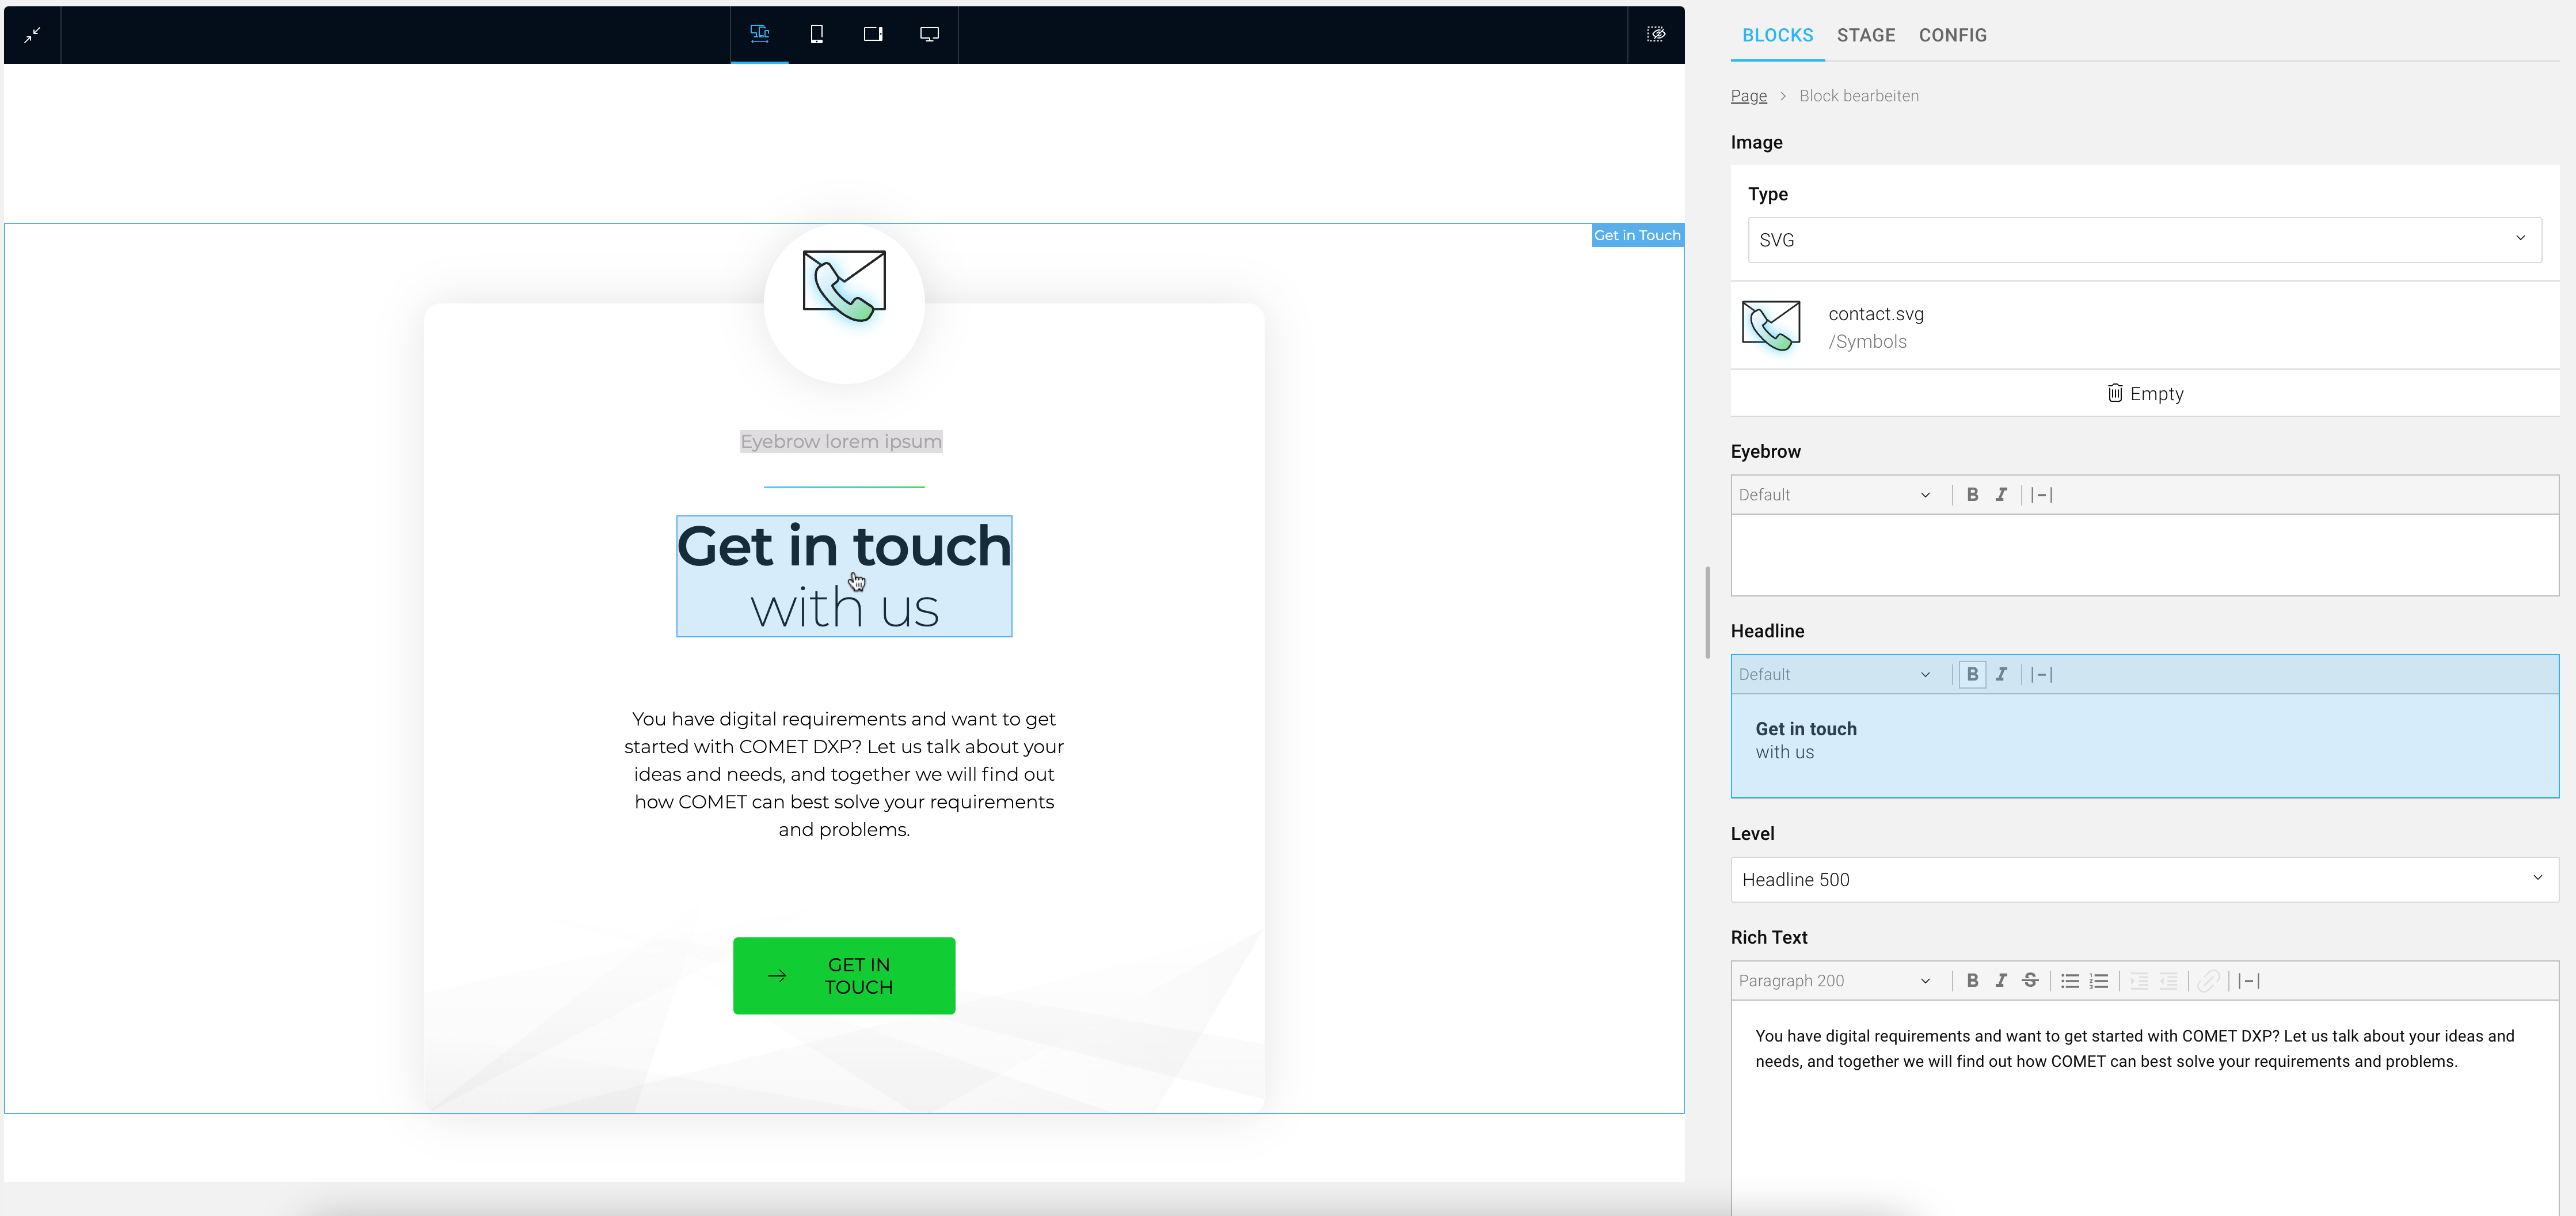 Get in Touch
Eyebrow lorem ipsum
Get in touch
with us
You have digital requirements and want to get
started with COMET DXP? Let us talk about your
ideas and needs, and together we will find out
how COMET can best solve your requirements
and problems.
GET IN
TOUCH
BLOCKS STAGE CONFIG
Page > Block bearbeiten
Image
Type
SVG
contact.svg
/Symbols
Empty
Eyebrow
Default B I
Headline
Default B I
Get in touch
with us
Level
Headline 500
Rich Text
Paragraph 200 B I S
You have digital requirements and want to get started with COMET DXP? Let us talk about your ideas and
needs, and together we will find out how COMET can best solve your requirements and problems.